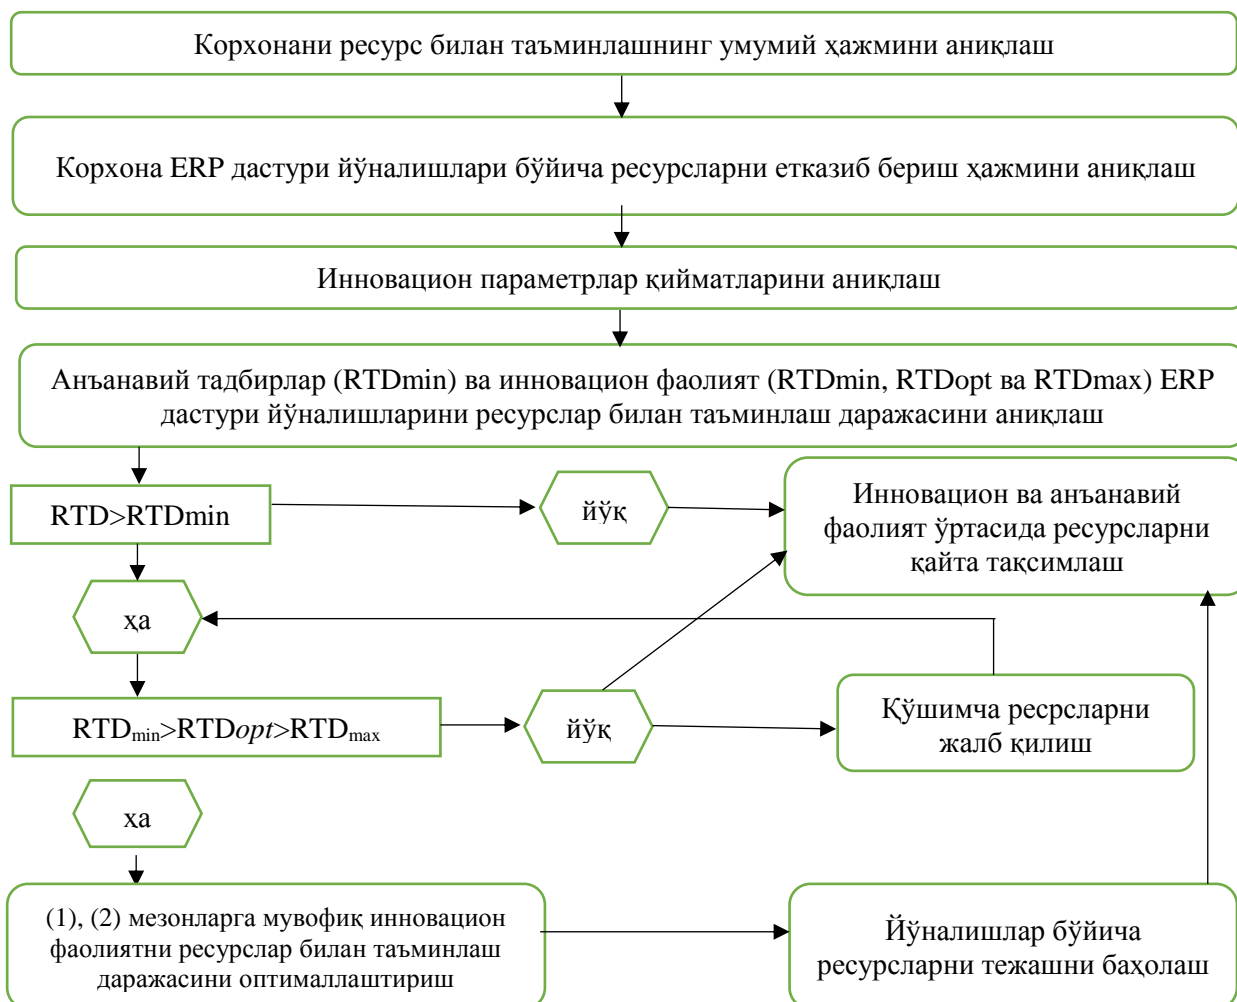 Корхонани ресурс билан таъминлашнинг умумий ҳажмини аниқлаш
Корхона ERP дастури йўналишлари бўйича ресурсларни етказиб бериш ҳажмини аниқлаш
Инновацион параметрлар қийматларини аниқлаш
Анъанавий тадбирлар (RTDmin) ва инновацион фаолият (RTDmin, RTDopt ва RTDmax) ERP
дастури йўналишларини ресурслар билан таъминлаш даражасини аниқлаш
RTD>RTDmin
йўқ
Инновацион ва анъанавий
фаолият ўртасида ресурсларни
қайта тақсимлаш
ҳа
RTDmin>RTDopt>RTDmax
йўқ
Қўшимча ресрсларни
жалб қилиш
ҳа
(1), (2) мезонларга мувофиқ инновацион
фаолиятни ресурслар билан таъминлаш
даражасини оптималлаштириш
Йўналишлар бўйича
ресурсларни тежашни баҳолаш